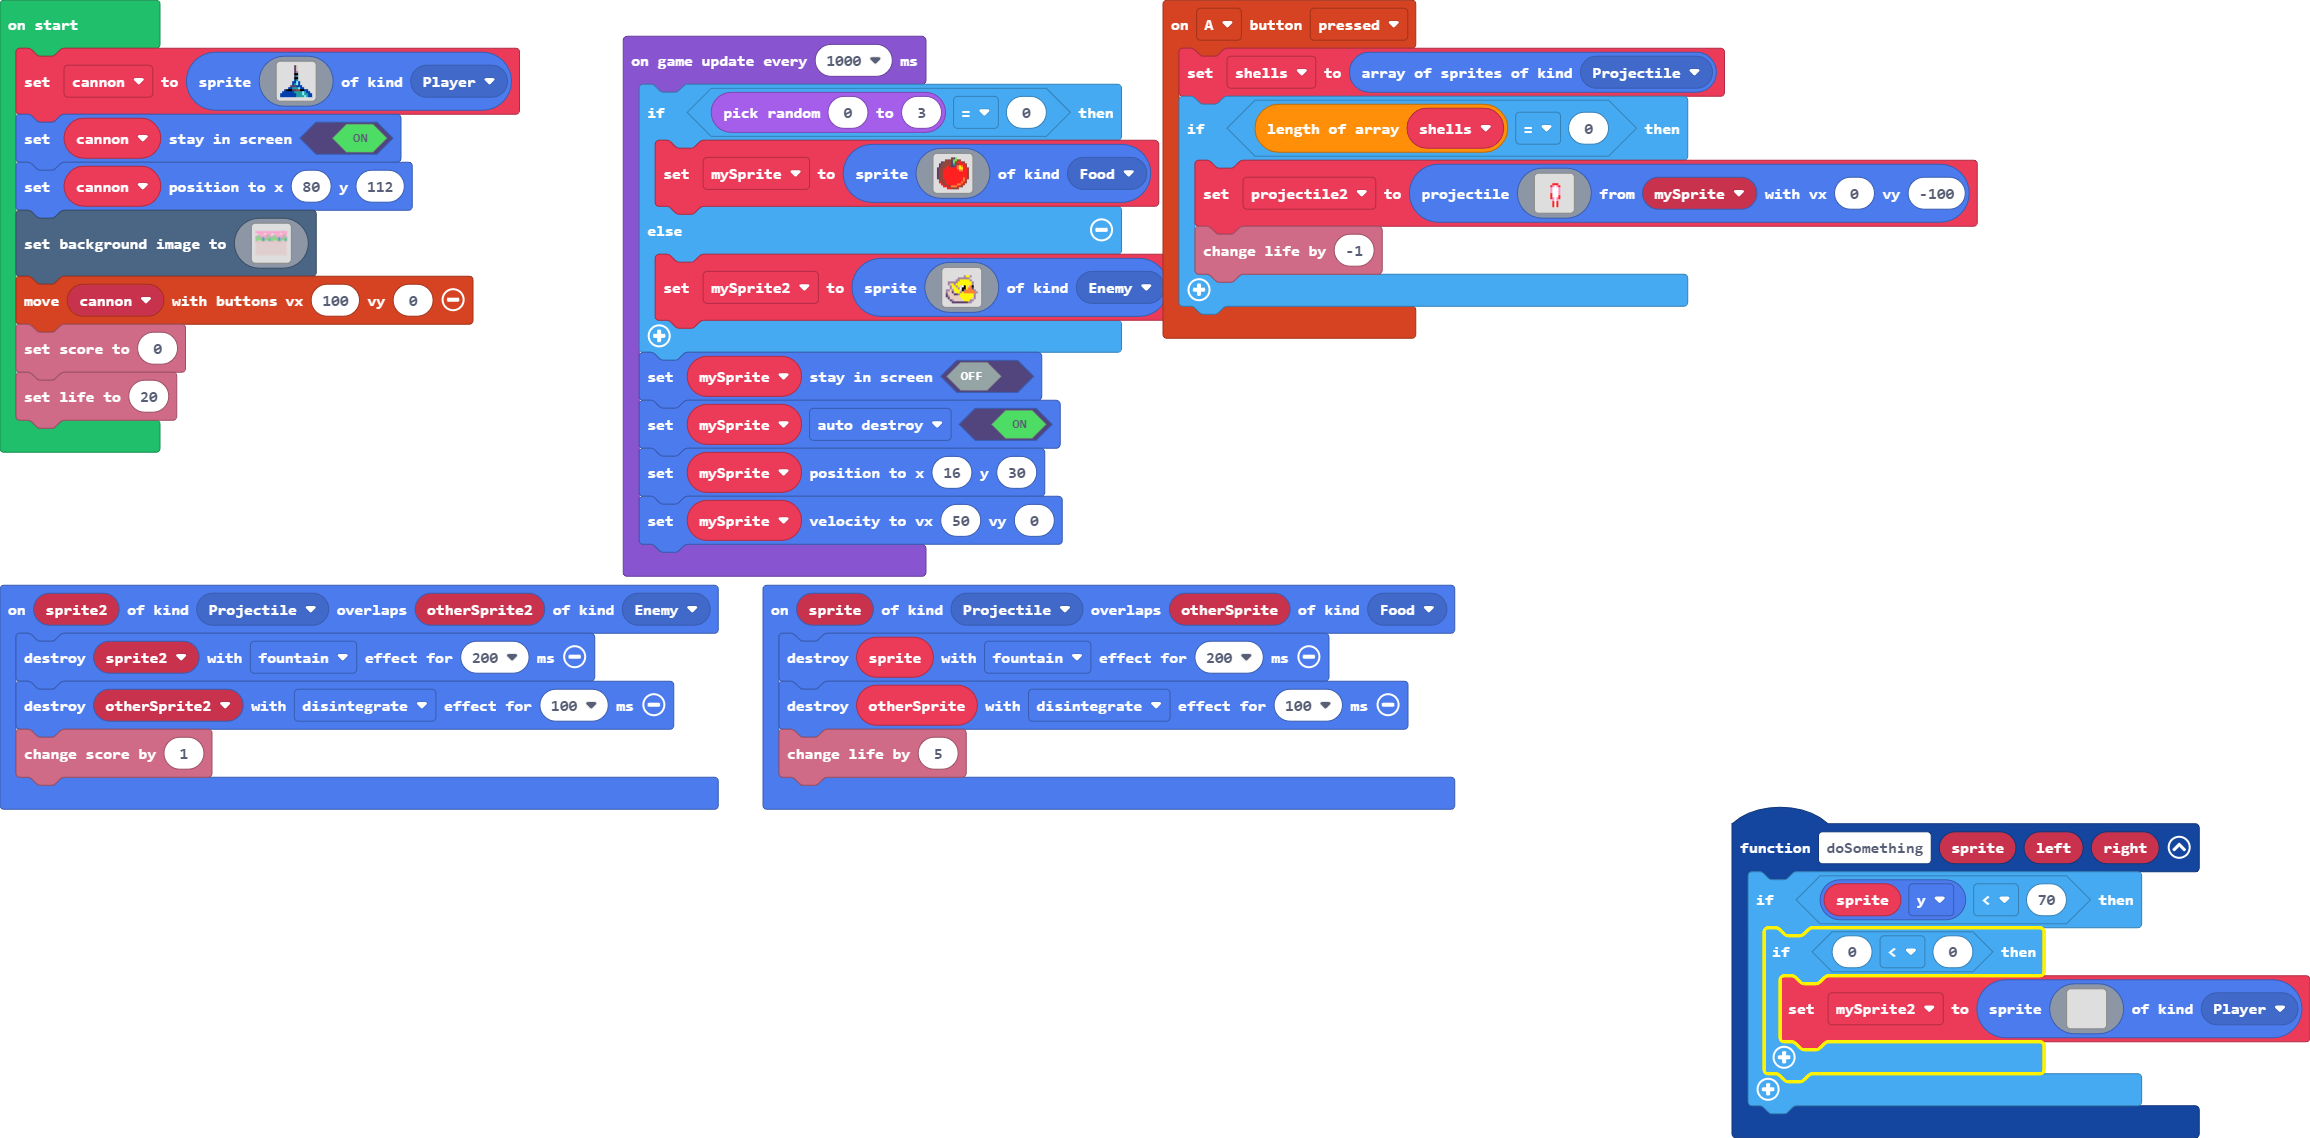 on start
set cannon to sprite of kind Player
set cannon stay in screen ON
set cannon position to x 80 y 112
set background image to
move cannon with buttons vx 100 vy 0
set score to 0
set life to 20
on game update every 1000 ms
if pick random 0 to 3 = 0 then
set mySprite to sprite of kind Food
else
set mySprite2 to sprite of kind Enemy
set mySprite stay in screen OFF
set mySprite auto destroy ON
set mySprite position to x 16 y 30
set mySprite velocity to vx 50 vy 0
on A button pressed
set shells to array of sprites of kind Projectile
if length of array shells = 0 then
set projectile2 to projectile from mySprite with vx 0 vy -100
change life by -1
on sprite2 of kind Projectile overlaps otherSprite2 of kind Enemy
destroy sprite2 with fountain effect for 200 ms
destroy otherSprite2 with disintegrate effect for 100 ms
change score by 1
on sprite of kind Projectile overlaps otherSprite of kind Food
destroy sprite with fountain effect for 200 ms
destroy otherSprite with disintegrate effect for 100 ms
change life by 5
function doSomething sprite left right
if sprite y < 70 then
if 0 < 0 then
set mySprite2 to sprite of kind Player